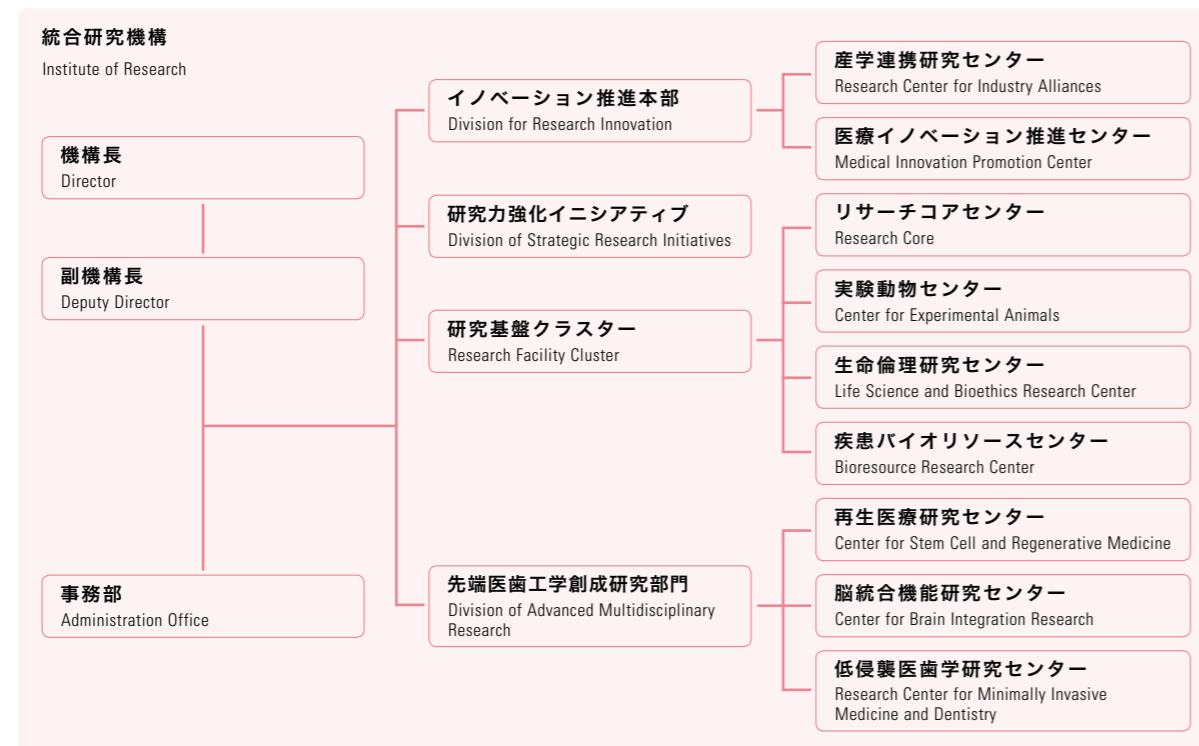 統合研究機構
Institute of Research
機構長
Director
副機構長
Deputy Director
事務部
Administration Office
イノベーション推進本部
Division for Research Innovation
研究力強化イニシアティブ
Division of Strategic Research Initiatives
研究基盤クラスター
Research Facility Cluster
先端医歯工学創成研究部門
Division of Advanced Multidisciplinary
Research
産学連携研究センター
Research Center for Industry Alliances
医療イノベーション推進センター
Medical Innovation Promotion Center
リサーチコアセンター
Research Core
実験動物センター
Center for Experimental Animals
生命倫理研究センター
Life Science and Bioethics Research Center
疾患バイオリソースセンター
Bioresource Research Center
再生医療研究センター
Center for Stem Cell and Regenerative Medicine
脳統合機能研究センター
Center for Brain Integration Research
低侵襲医歯学研究センター
Research Center for Minimally Invasive
Medicine and Dentistry